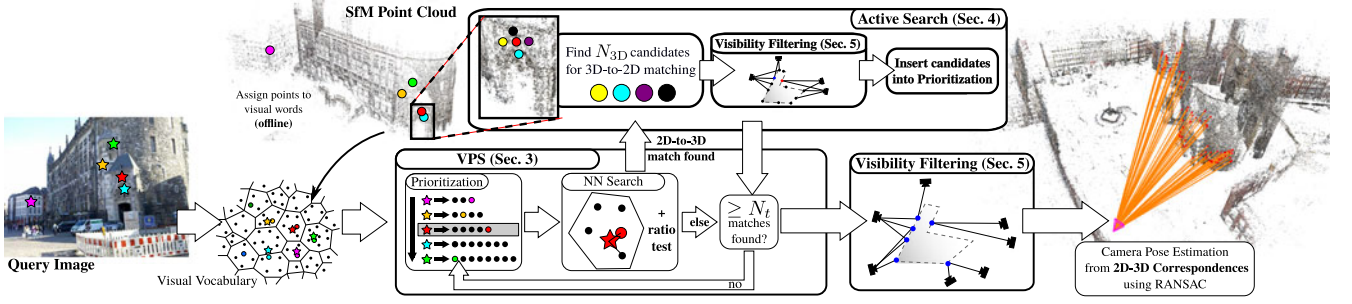 SfM Point Cloud
Active Search (Sec. 4)
Find N3D candidates
for 3D-to-2D matching
Visibility Filtering (Sec. 5)
Insert candidates
into Prioritization
Assign points to
visual words
(offline)
2D-to-3D
match found
VPS (Sec. 3)
Prioritization
NN Search
+
ratio
test
else
≥ Nt
matches
found?
no
Visibility Filtering (Sec. 5)
Query Image
Visual Vocabulary
Camera Pose Estimation
from 2D-3D Correspondences
using RANSAC